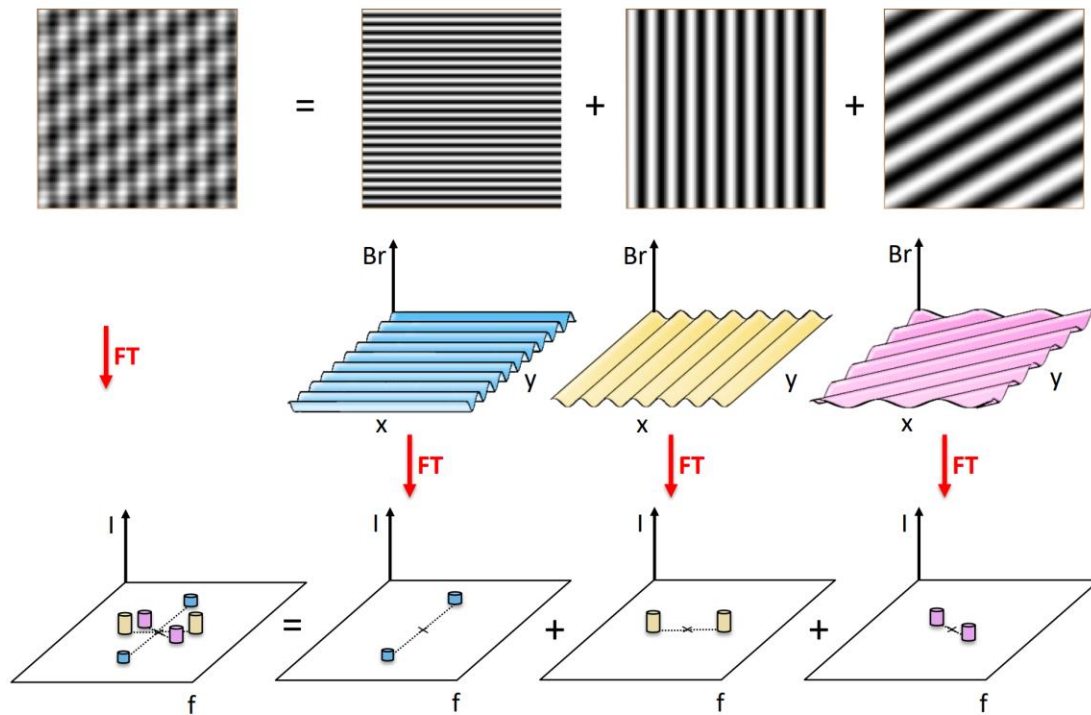 = + +
Br Br Br
FT
y y y
x x x
FT FT FT
I I I I
= + +
f f f f